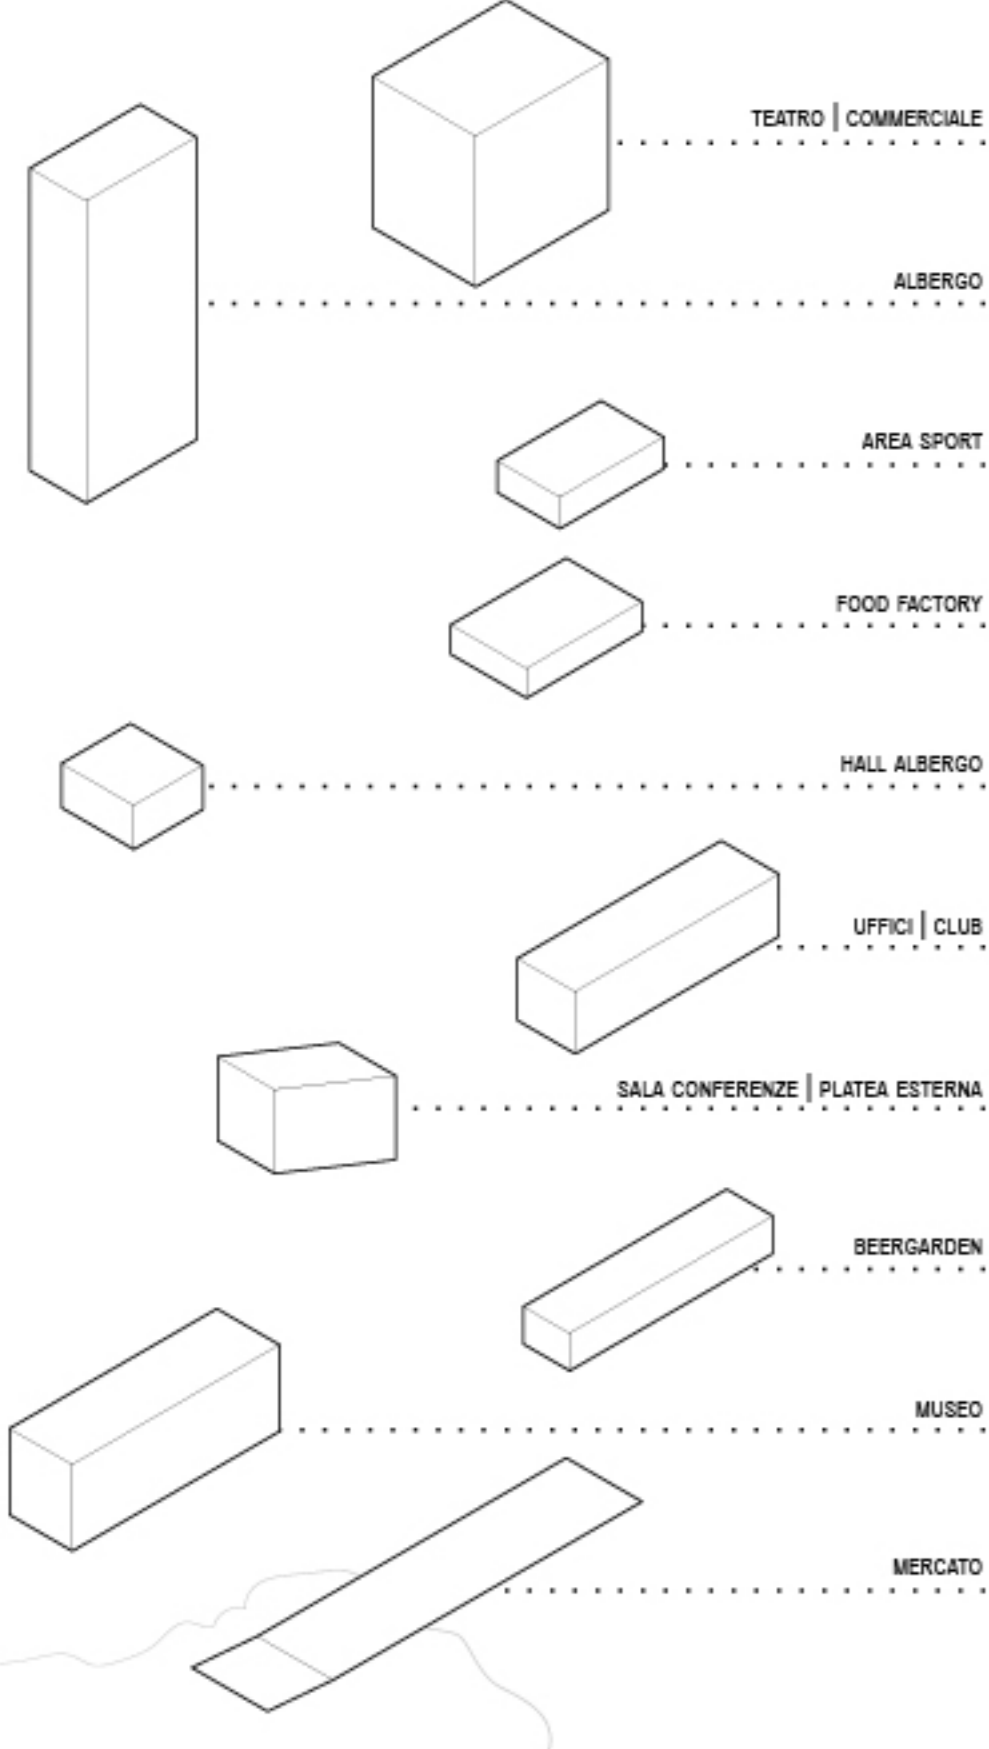 TEATRO | COMMERCIALE
ALBERGO
AREA SPORT
FOOD FACTORY
HALL ALBERGO
UFFICI | CLUB
SALA CONFERENZE | PLATEA ESTERNA
BEERGARDEN
MUSEO
MERCATO